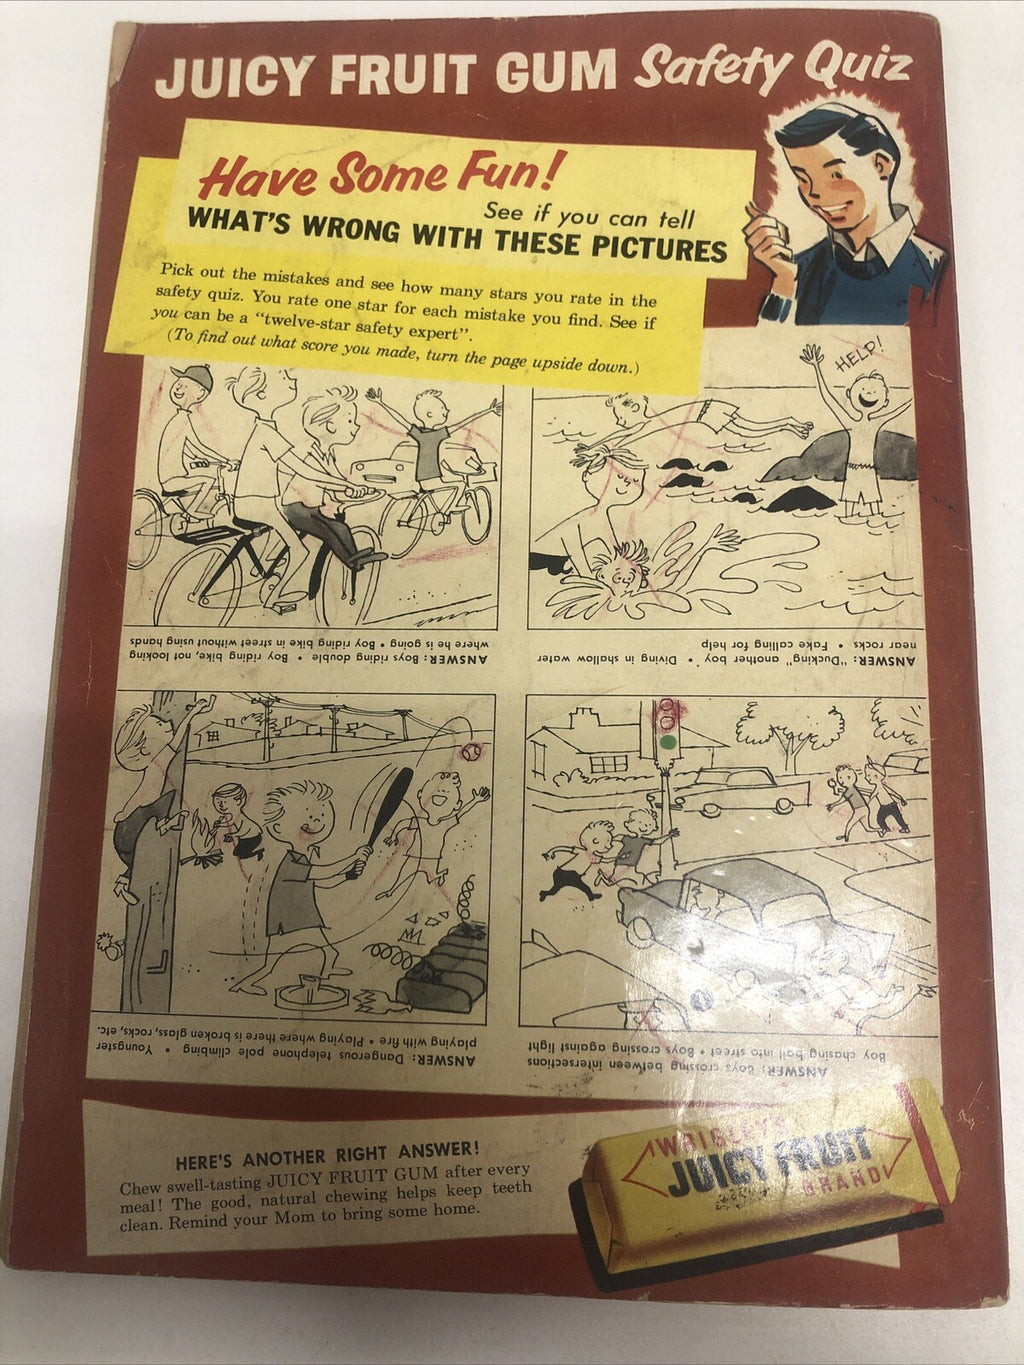 JUICY FRUIT GUM Safety Quiz
Have Some Fun!
See if you can tell
WHAT'S WRONG WITH THESE PICTURES
Pick out the mistakes and see how many stars you rate in the
safety quiz. You rate one star for each mistake you find. See if
you can be a "twelve-star safety expert".
(To find out what score you made, turn the page upside down.)
HELP!
ANSWER: Boys riding double • Boy riding bike, not looking
where he is going • Boy riding bike in street without using hands
ANSWER: "Ducking" another boy • Diving in shallow water
near rocks • Fake calling for help
ANSWER: Dangerous telephone pole climbing • Youngster
playing with fire • Playing where there is broken glass, rocks, etc.
ANSWER: Boys crossing between intersections
Boy chasing ball into street • Boys crossing against light
HERE'S ANOTHER RIGHT ANSWER!
Chew swell-tasting JUICY FRUIT GUM after every
meal! The good, natural chewing helps keep teeth
clean. Remind your Mom to bring some home.
WRIGLEY'S
JUICY FRUIT
BRAND